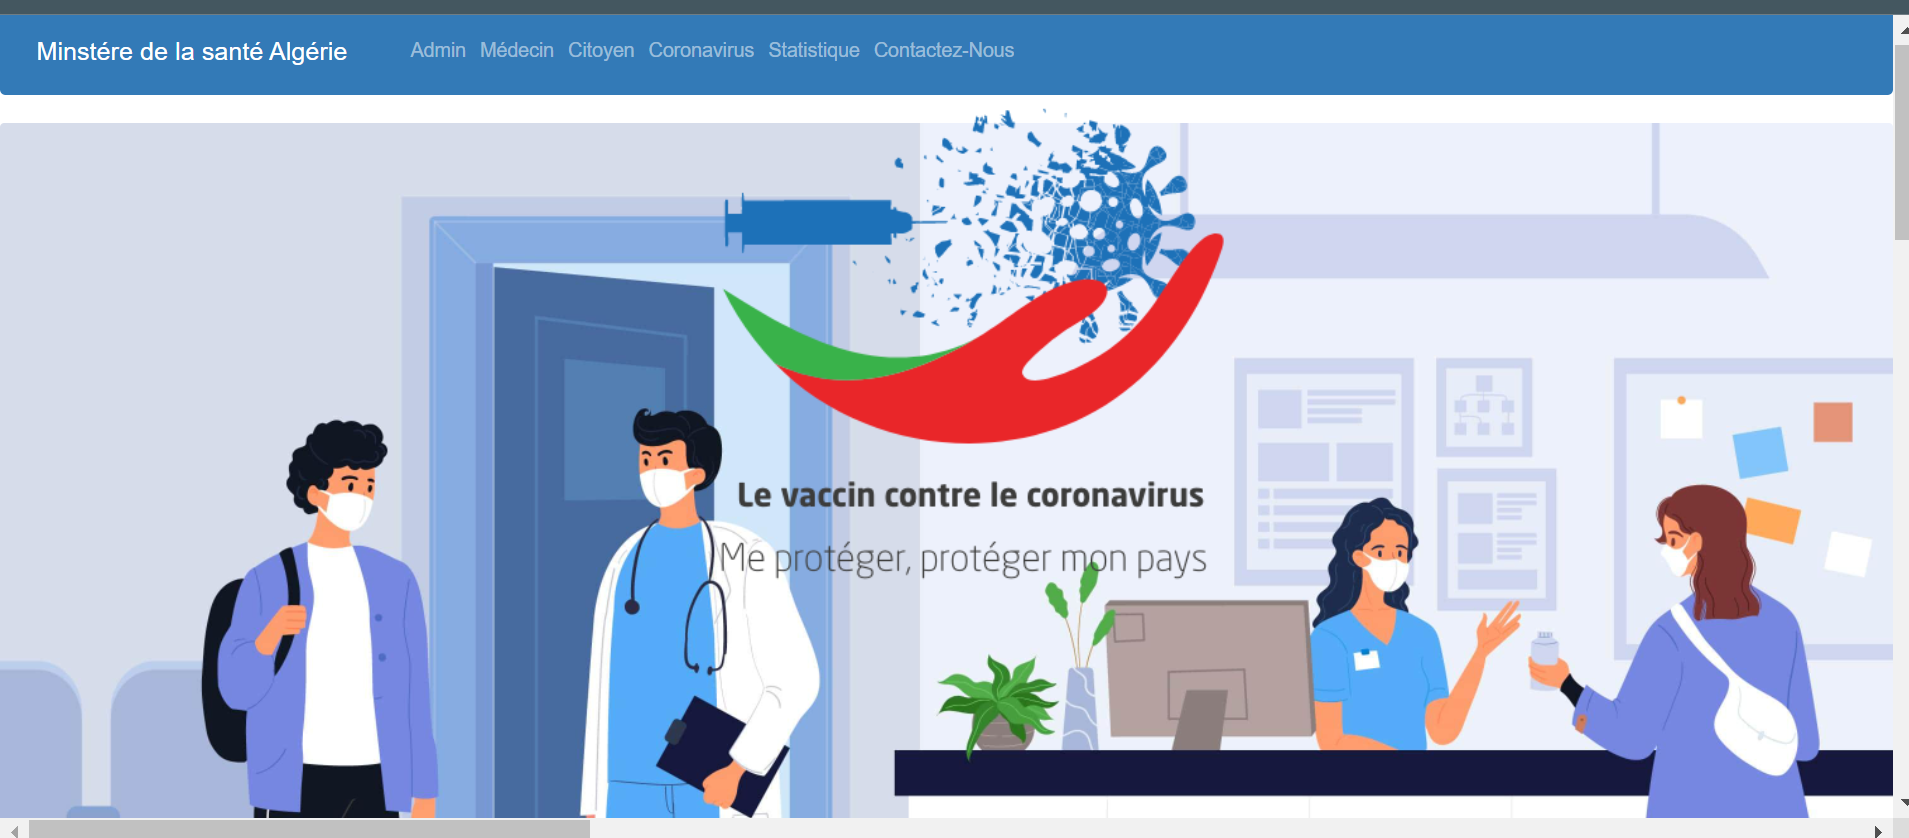 Minstére de la santé Algérie
Admin Médecin Citoyen Coronavirus Statistique Contactez-Nous
Le vaccin contre le coronavirus
Me protéger, protéger mon pays